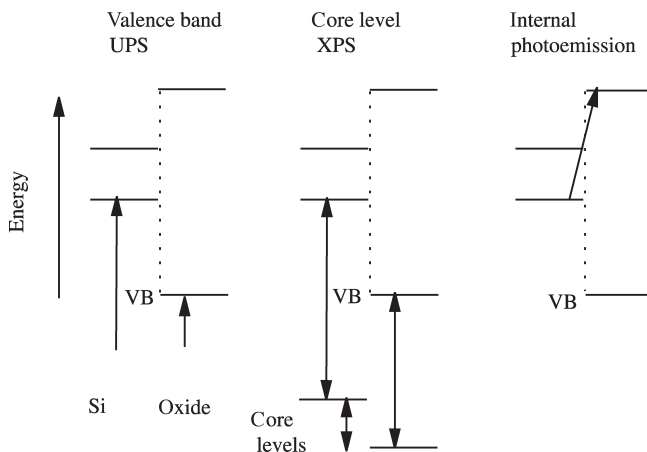 Valence band
UPS
Core level
XPS
Internal
photoemission
Energy
VB
VB
VB
Si
Oxide
Core
levels